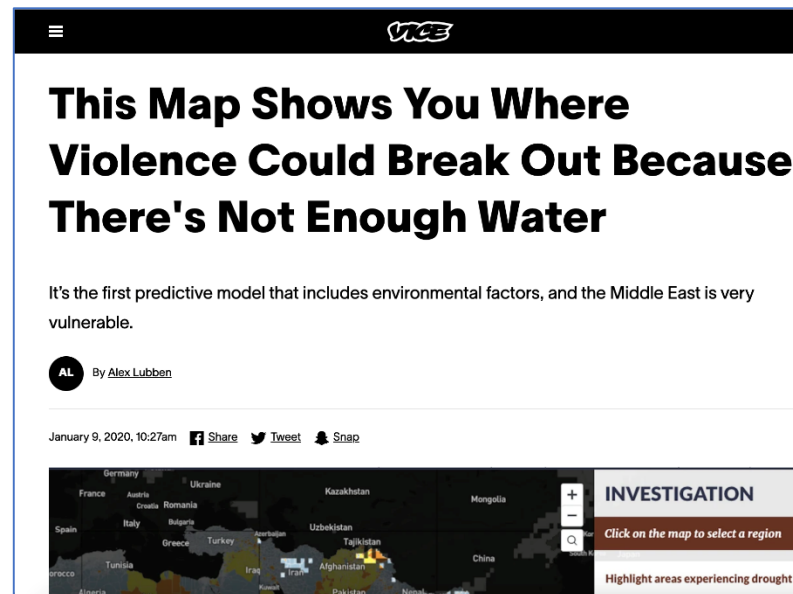 VICE
This Map Shows You Where
Violence Could Break Out Because
There's Not Enough Water
It's the first predictive model that includes environmental factors, and the Middle East is very
vulnerable.
AL By Alex Lubben
January 9, 2020, 10:27am Share Tweet Snap
Germany
Ukraine
France Austria Kazakhstan Mongolia
Croatia Romania
Spain Italy Bulgaria Uzbekistan
Greece Turkey Azerbaijan Tajikistan
Tunisia Iraq Iran Afghanistan China
Kuwait
Algeria Pakistan Nepal
+
−
INVESTIGATION
Click on the map to select a region
Highlight areas experiencing drought